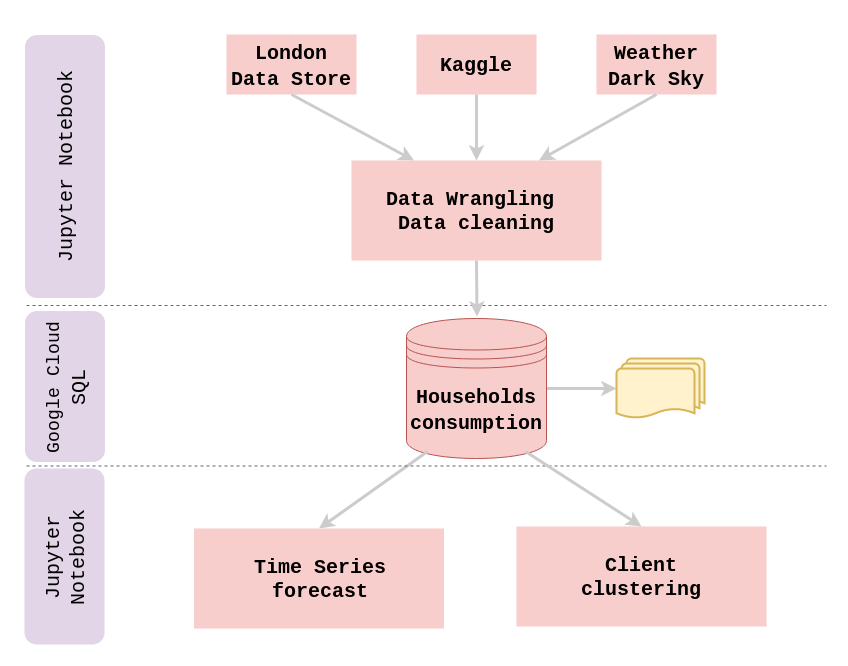 London
Data Store
Kaggle
Weather
Dark Sky
Jupyter Notebook
Data Wrangling
Data cleaning
Google Cloud
SQL
Households
consumption
Jupyter
Notebook
Time Series
forecast
Client
clustering